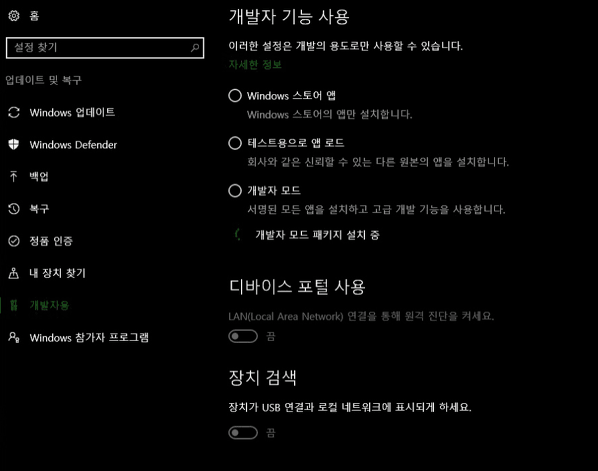 홈
설정 찾기
업데이트 및 복구
Windows 업데이트
Windows Defender
백업
복구
정품 인증
내 장치 찾기
개발자용
Windows 참가자 프로그램
개발자 기능 사용
이러한 설정은 개발의 용도로만 사용할 수 있습니다.
자세한 정보
Windows 스토어 앱
Windows 스토어의 앱만 설치합니다.
테스트용으로 앱 로드
회사와 같은 신뢰할 수 있는 다른 원본의 앱을 설치합니다.
개발자 모드
서명된 모든 앱을 설치하고 고급 개발 기능을 사용합니다.
개발자 모드 패키지 설치 중
디바이스 포털 사용
LAN(Local Area Network) 연결을 통해 원격 진단을 켜세요.
끔
장치 검색
장치가 USB 연결과 로컬 네트워크에 표시되게 하세요.
끔